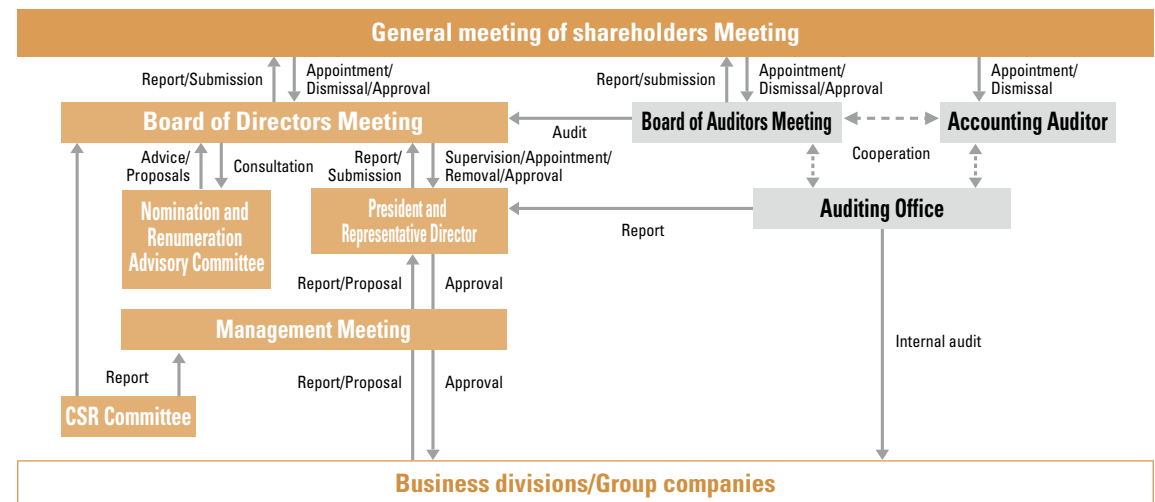 General meeting of shareholders Meeting
Report/Submission
Appointment/
Dismissal/Approval
Report/submission
Appointment/
Dismissal/Approval
Appointment/
Dismissal
Board of Directors Meeting
Audit
Board of Auditors Meeting
Accounting Auditor
Cooperation
Advice/
Proposals
Consultation
Report/
Submission
Supervision/Appointment/
Removal/Approval
Nomination and
Renumeration
Advisory Committee
President and
Representative Director
Report
Auditing Office
Report/Proposal
Approval
Management Meeting
Internal audit
Report
Report/Proposal
Approval
CSR Committee
Business divisions/Group companies